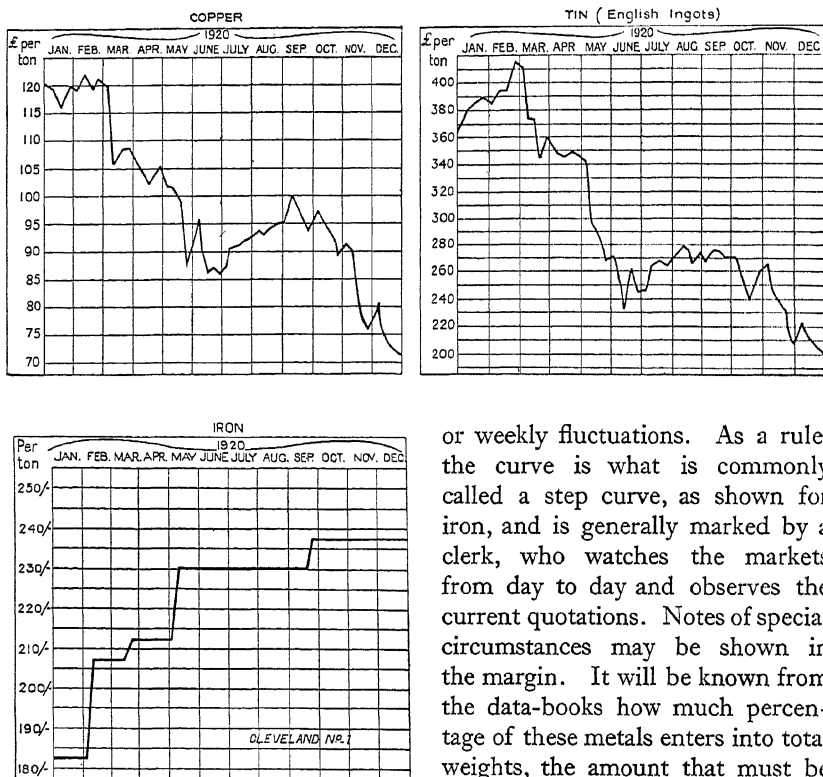 COPPER
1920
£ per ton
JAN. FEB. MAR. APR. MAY JUNE JULY AUG. SEP. OCT. NOV. DEC.
120
115
110
105
100
95
90
85
80
75
70
TIN (English Ingots)
1920
£ per ton
JAN. FEB. MAR. APR MAY JUNE JULY AUG SEP. OCT. NOV. DEC.
400
380
360
340
320
300
280
260
240
220
200
IRON
1920
Per ton
JAN. FEB. MAR. APR. MAY JUNE JULY AUG. SEP. OCT. NOV. DEC.
250/-
240/-
230/-
220/-
210/-
200/-
190/-
180/-
CLEVELAND Nº 1
or weekly fluctuations. As a rule
the curve is what is commonly
called a step curve, as shown for
iron, and is generally marked by a
clerk, who watches the markets
from day to day and observes the
current quotations. Notes of special
circumstances may be shown in
the margin. It will be known from
the data-books how much percen-
tage of these metals enters into total
weights, the amount that must be